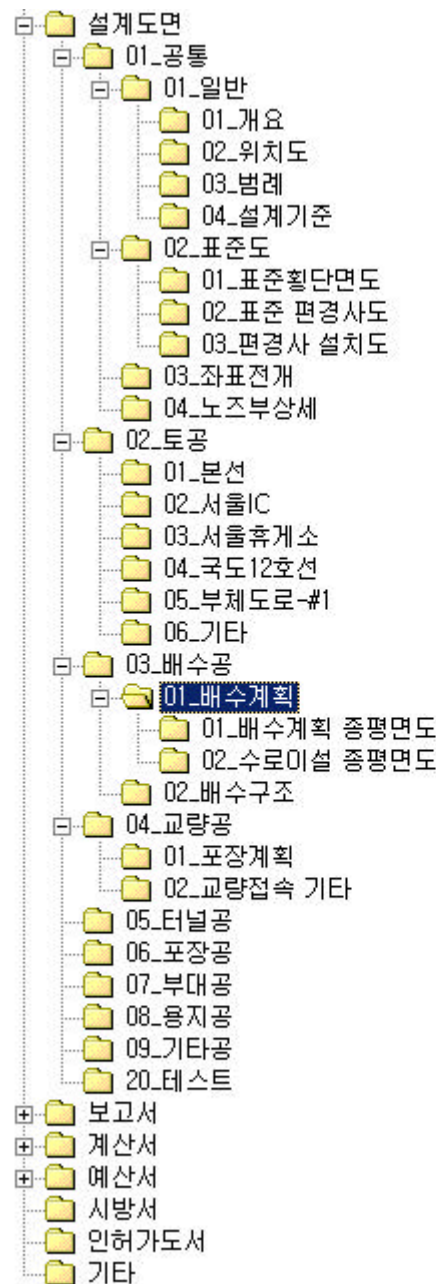 설계도면
01_공통
01_일반
01_개요
02_위치도
03_범례
04_설계기준
02_표준도
01_표준횡단면도
02_표준 편경사도
03_편경사 설치도
03_좌표전개
04_노즈부상세
02_토공
01_본선
02_서울IC
03_서울휴게소
04_국도12호선
05_부체도로-#1
06_기타
03_배수공
01_배수계획
01_배수계획 종평면도
02_수로이설 종평면도
02_배수구조
04_교량공
01_포장계획
02_교량접속 기타
05_터널공
06_포장공
07_부대공
08_용지공
09_기타공
20_테스트
보고서
계산서
예산서
시방서
인허가도서
기타